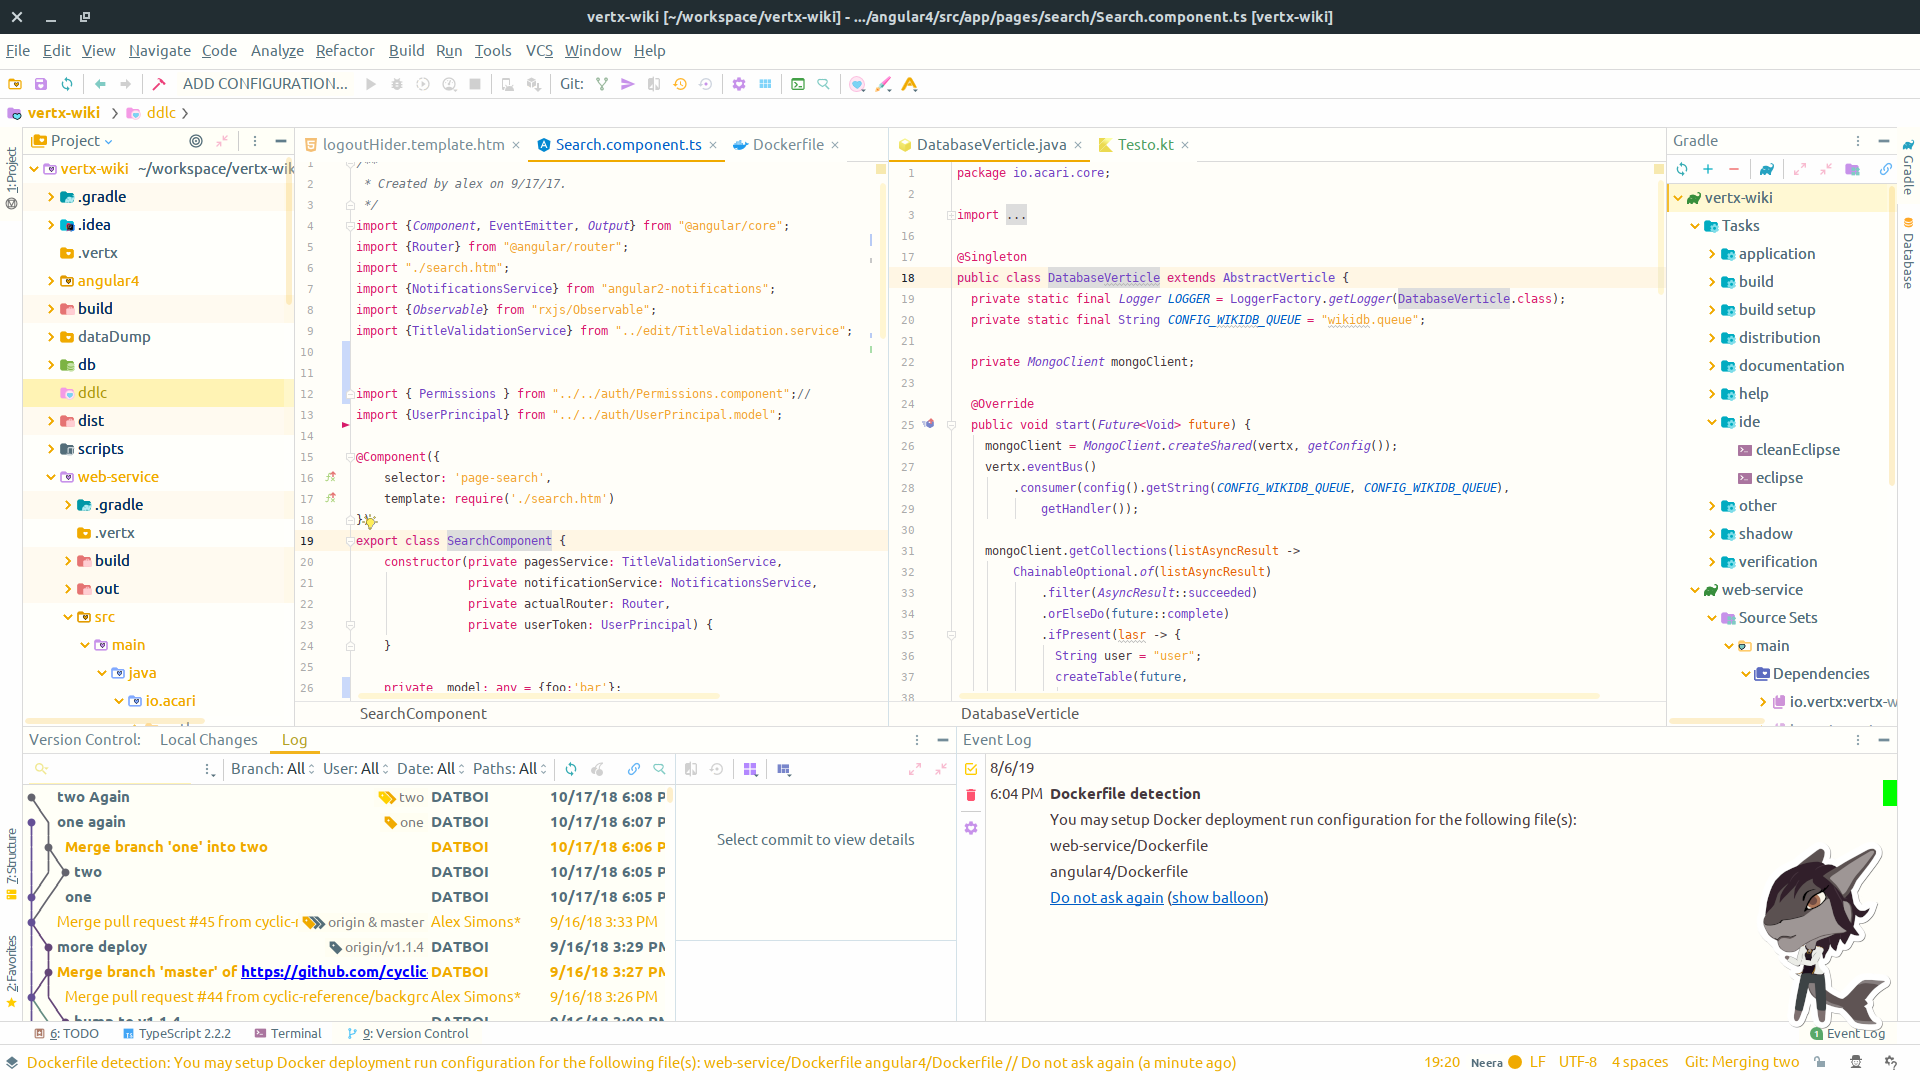 vertx-wiki [~/workspace/vertx-wiki] - .../angular4/src/app/pages/search/Search.component.ts [vertx-wiki]
File Edit View Navigate Code Analyze Refactor Build Run Tools VCS Window Help
ADD CONFIGURATION... Git:
vertx-wiki ddlc
1: Project
7: Structure
2: Favorites
Project
vertx-wiki ~/workspace/vertx-wik
.gradle
.idea
.vertx
angular4
build
dataDump
db
ddlc
dist
scripts
web-service
.gradle
.vertx
build
out
src
main
java
io.acari
logoutHider.template.htm Search.component.ts Dockerfile
1 /**
2 * Created by alex on 9/17/17.
3 */
4 import {Component, EventEmitter, Output} from "@angular/core";
5 import {Router} from "@angular/router";
6 import "./search.htm";
7 import {NotificationsService} from "angular2-notifications";
8 import {Observable} from "rxjs/Observable";
9 import {TitleValidationService} from "../edit/TitleValidation.service";
10
11
12 import { Permissions } from "../../auth/Permissions.component";//
13 import {UserPrincipal} from "../../auth/UserPrincipal.model";
14
15 @Component({
16 selector: 'page-search',
17 template: require('./search.htm')
18 })
19 export class SearchComponent {
20 constructor(private pagesService: TitleValidationService,
21 private notificationService: NotificationsService,
22 private actualRouter: Router,
23 private userToken: UserPrincipal) {
24 }
25
26 private _model: any = {foo:'bar'};
SearchComponent
DatabaseVerticle.java Testo.kt
1 package io.acari.core;
2
3 import ...
16
17 @Singleton
18 public class DatabaseVerticle extends AbstractVerticle {
19 private static final Logger LOGGER = LoggerFactory.getLogger(DatabaseVerticle.class);
20 private static final String CONFIG_WIKIDB_QUEUE = "wikidb.queue";
21
22 private MongoClient mongoClient;
23
24 @Override
25 public void start(Future<Void> future) {
26 mongoClient = MongoClient.createShared(vertx, getConfig());
27 vertx.eventBus()
28 .consumer(config().getString(CONFIG_WIKIDB_QUEUE, CONFIG_WIKIDB_QUEUE),
29 getHandler());
30
31 mongoClient.getCollections(listAsyncResult ->
32 ChainableOptional.of(listAsyncResult)
33 .filter(AsyncResult::succeeded)
34 .orElseDo(future::complete)
35 .ifPresent(lasr -> {
36 String user = "user";
37 createTable(future,
38
DatabaseVerticle
Gradle
vertx-wiki
Tasks
application
build
build setup
distribution
documentation
help
ide
cleanEclipse
eclipse
other
shadow
verification
web-service
Source Sets
main
Dependencies
io.vertx:vertx-w
Gradle
Database
Version Control: Local Changes Log
Branch: All User: All Date: All Paths: All
two Again two DATBOI 10/17/18 6:08 P
one again one DATBOI 10/17/18 6:07 P
Merge branch 'one' into two DATBOI 10/17/18 6:06 P
two DATBOI 10/17/18 6:05 P
one DATBOI 10/17/18 6:05 P
Merge pull request #45 from cyclic-r origin & master Alex Simons* 9/16/18 3:33 PM
more deploy origin/v1.1.4 DATBOI 9/16/18 3:29 PM
Merge branch 'master' of https://github.com/cyclic DATBOI 9/16/18 3:27 PM
Merge pull request #44 from cyclic-reference/backgro Alex Simons* 9/16/18 3:26 PM
bump to v1.1.4 DATBOI 9/16/18 3:00 PM
Select commit to view details
Event Log
8/6/19
6:04 PM Dockerfile detection
You may setup Docker deployment run configuration for the following file(s):
web-service/Dockerfile
angular4/Dockerfile
Do not ask again (show balloon)
6: TODO TypeScript 2.2.2 Terminal 9: Version Control 1 Event Log
Dockerfile detection: You may setup Docker deployment run configuration for the following file(s): web-service/Dockerfile angular4/Dockerfile // Do not ask again (a minute ago) 19:20 Neera LF UTF-8 4 spaces Git: Merging two